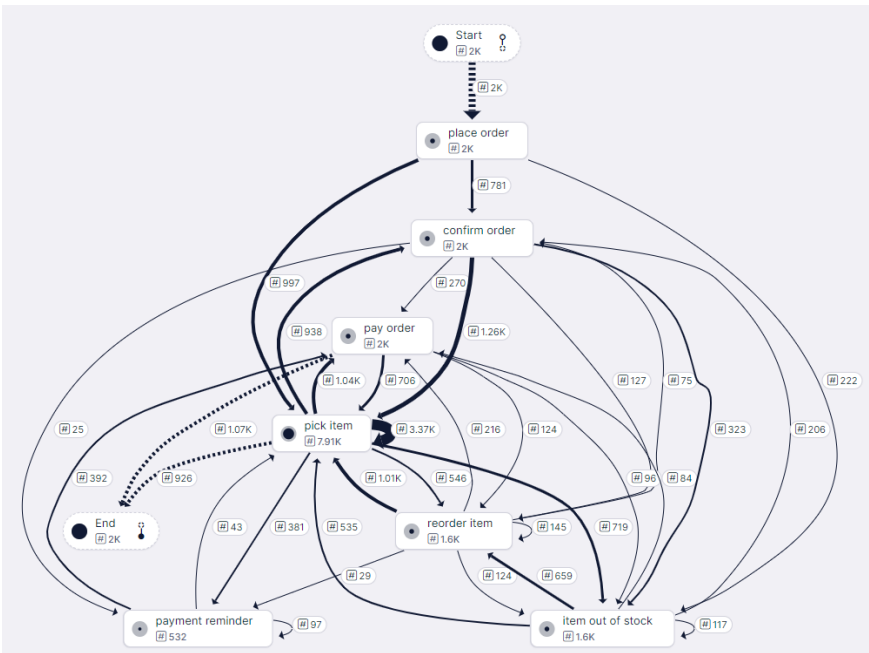 Start
# 2K
# 2K
place order
# 2K
# 781
confirm order
# 2K
# 997
# 270
pay order
# 2K
# 938
# 1.26K
# 1.04K
# 706
# 127
# 75
# 222
pick item
# 7.91K
# 25
# 1.07K
# 3.37K
# 216
# 124
# 323
# 206
# 392
# 926
# 1.01K
# 546
# 96
# 84
End
# 2K
reorder item
# 1.6K
# 43
# 381
# 535
# 145
# 719
# 29
# 124
# 659
payment reminder
# 532
# 97
item out of stock
# 1.6K
# 117